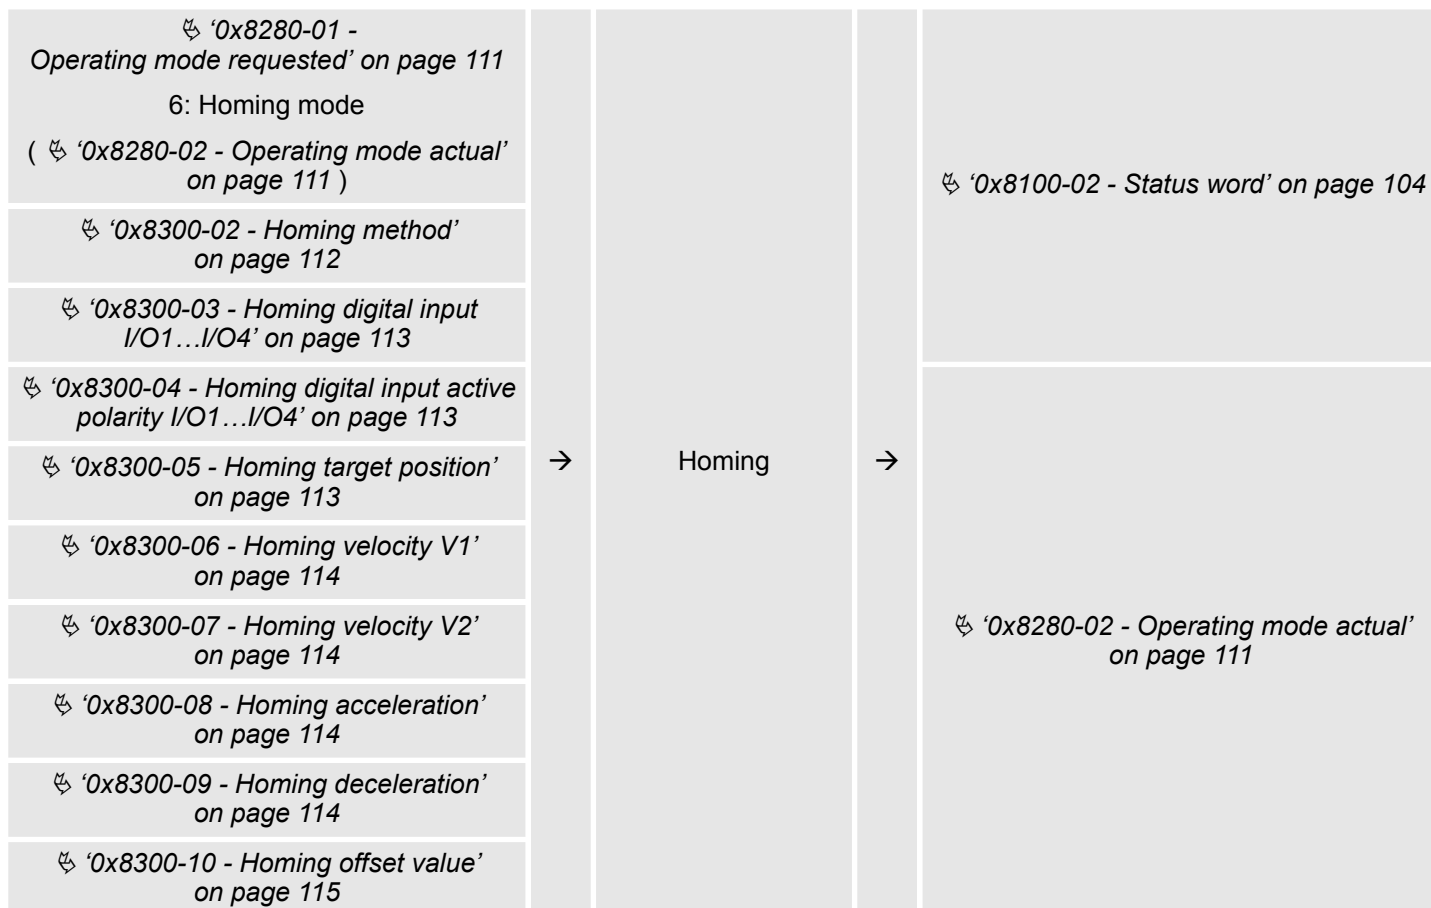 ↳ ‘0x8280-01 -
Operating mode requested’ on page 111
6: Homing mode
( ↳ ‘0x8280-02 - Operating mode actual’
on page 111 )
↳ ‘0x8300-02 - Homing method’
on page 112
↳ ‘0x8300-03 - Homing digital input
I/O1…I/O4’ on page 113
↳ ‘0x8300-04 - Homing digital input active
polarity I/O1…I/O4’ on page 113
↳ ‘0x8300-05 - Homing target position’
on page 113
↳ ‘0x8300-06 - Homing velocity V1’
on page 114
↳ ‘0x8300-07 - Homing velocity V2’
on page 114
↳ ‘0x8300-08 - Homing acceleration’
on page 114
↳ ‘0x8300-09 - Homing deceleration’
on page 114
↳ ‘0x8300-10 - Homing offset value’
on page 115
→
Homing
→
↳ ‘0x8100-02 - Status word’ on page 104
↳ ‘0x8280-02 - Operating mode actual’
on page 111